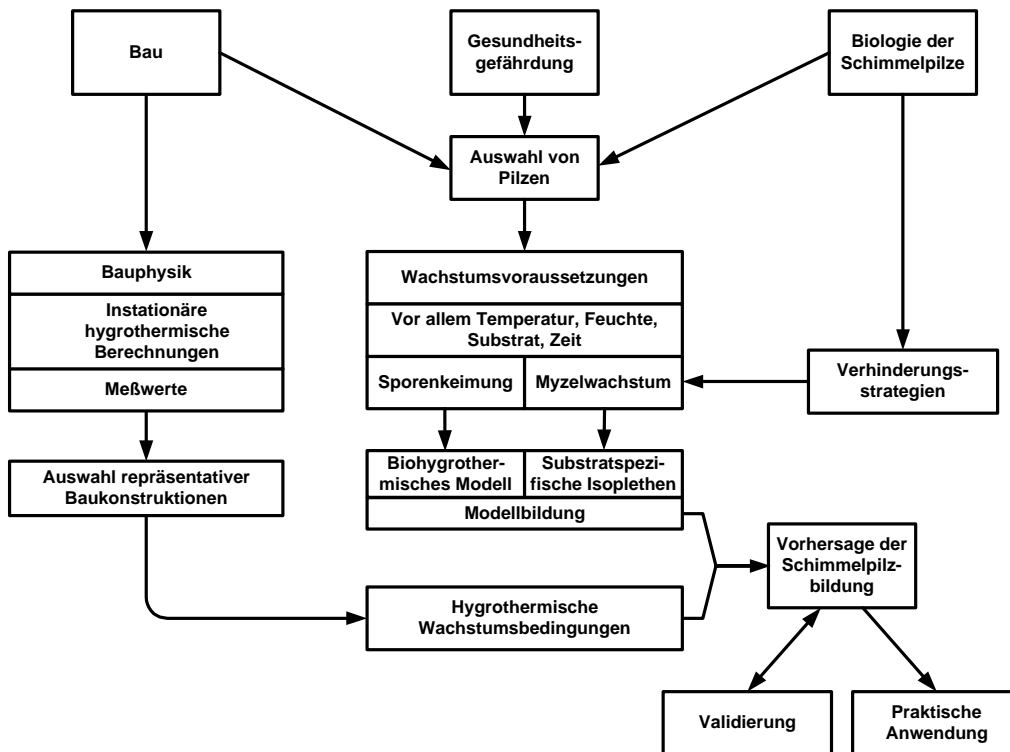 Bau
Gesundheits-
gefährdung
Biologie der
Schimmelpilze
Auswahl von
Pilzen
Bauphysik
Instationäre
hygrothermische
Berechnungen
Meßwerte
Wachstumsvoraussetzungen
Vor allem Temperatur, Feuchte,
Substrat, Zeit
Sporenkeimung
Myzelwachstum
Verhinderungs-
strategien
Auswahl repräsentativer
Baukonstruktionen
Biohygrother-
misches Modell
Substratspezi-
fische Isoplethen
Modellbildung
Vorhersage der
Schimmelpilz-
bildung
Hygrothermische
Wachstumsbedingungen
Validierung
Praktische
Anwendung